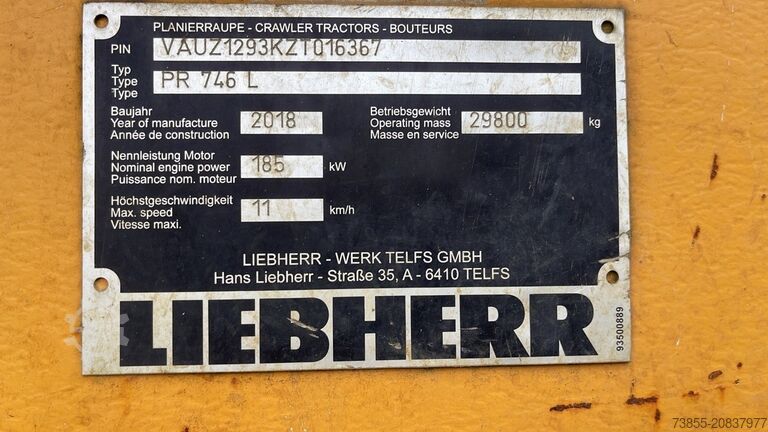 PLANIERRAUPE - CRAWLER TRACTORS - BOUTEURS
PIN VAUZ1293KZT016367
Typ
Type PR 746 L
Type
Baujahr
Year of manufacture 2018
Année de construction
Betriebsgewicht
Operating mass 29800 kg
Masse en service
Nennleistung Motor
Nominal engine power 185 kW
Puissance nom. moteur
Höchstgeschwindigkeit
Max. speed 11 km/h
Vitesse maxi.
LIEBHERR - WERK TELFS GMBH
Hans Liebherr - Straße 35, A - 6410 TELFS
LIEBHERR
93500889
73855-20837977